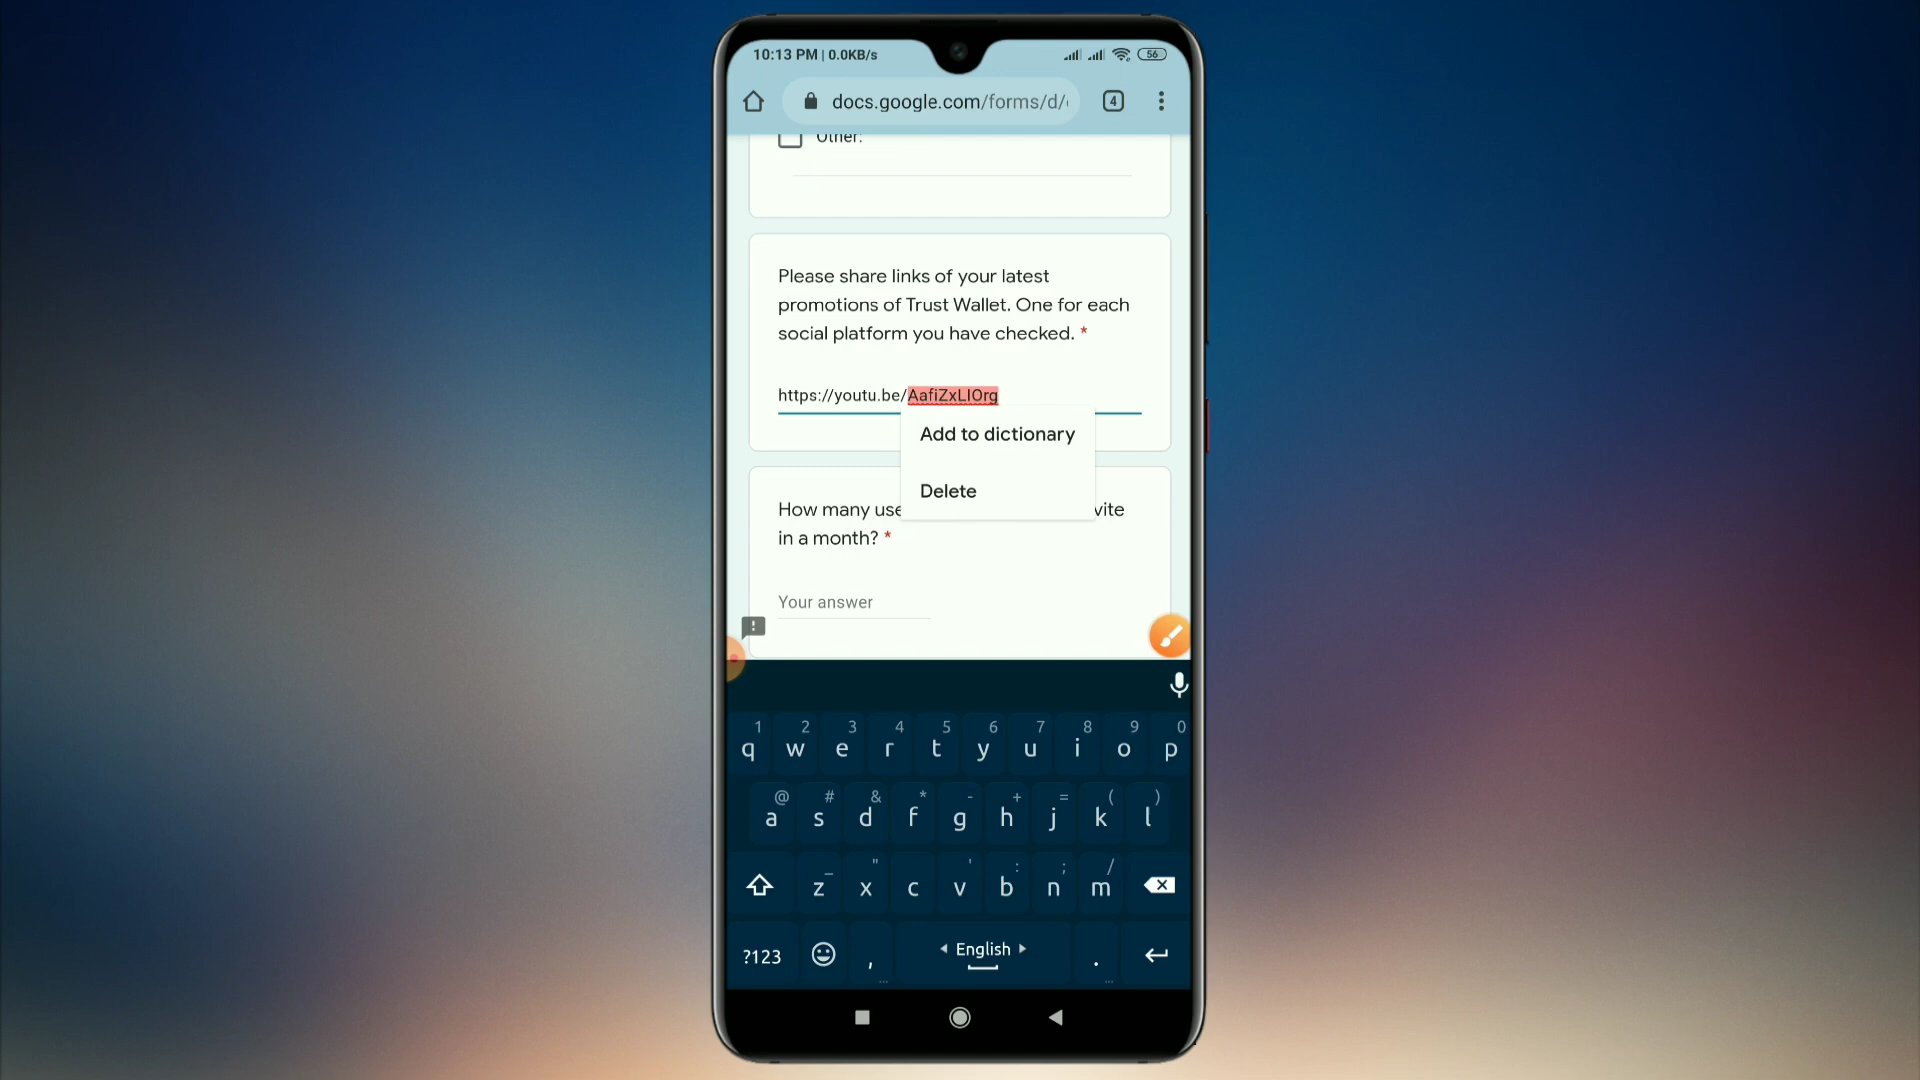 10:13 PM | 0.0KB/s
56
docs.google.com/forms/d/
4
Other:
Please share links of your latest
promotions of Trust Wallet. One for each
social platform you have checked. *
https://youtu.be/AafiZxLIOrg
Add to dictionary
Delete
How many use
vite
in a month? *
Your answer
1 2 3 4 5 6 7 8 9 0
q w e r t y u i o p
@ # & * - + = ( )
a s d f g h j k l
_ " ' : ; /
z x c v b n m
?123 , English .